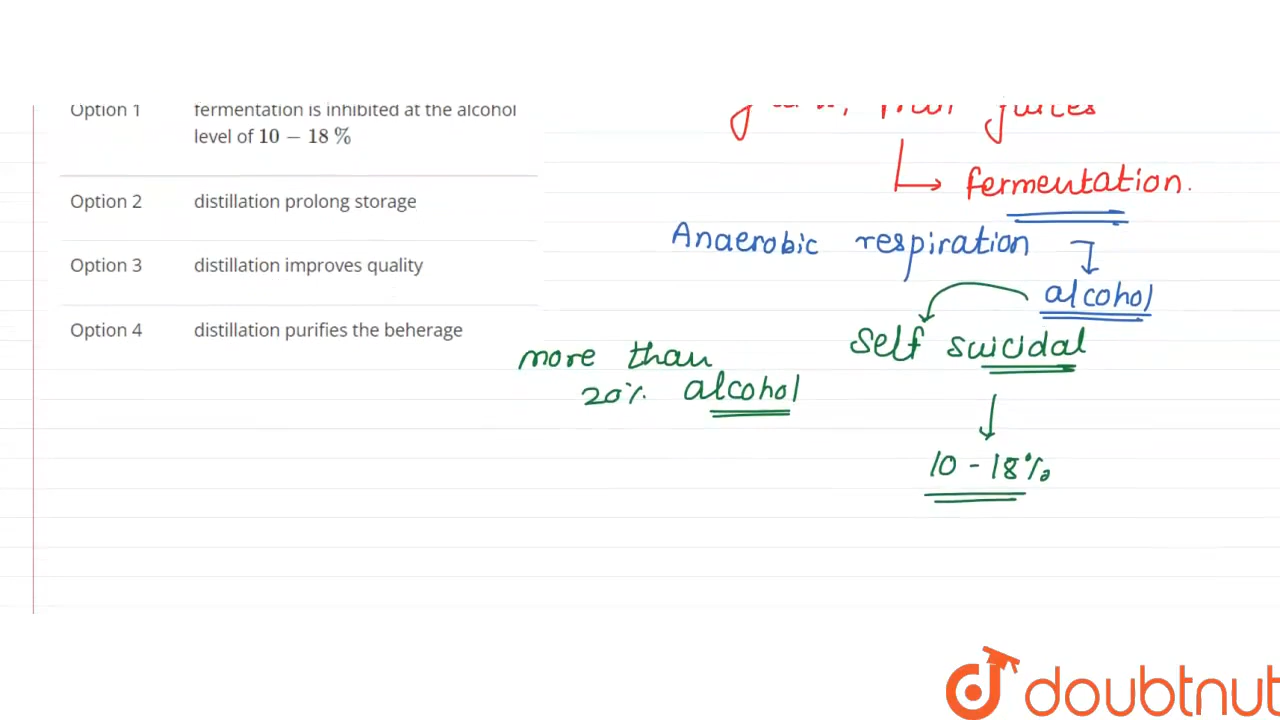 Option 1 fermentation is inhibited at the alcohol
level of 10 − 18 %
Option 2 distillation prolong storage
Option 3 distillation improves quality
Option 4 distillation purifies the beherage
juices
fermentation.
Anaerobic respiration
alcohol
self suicidal
more than
20% alcohol
10 - 18%
doubtnut